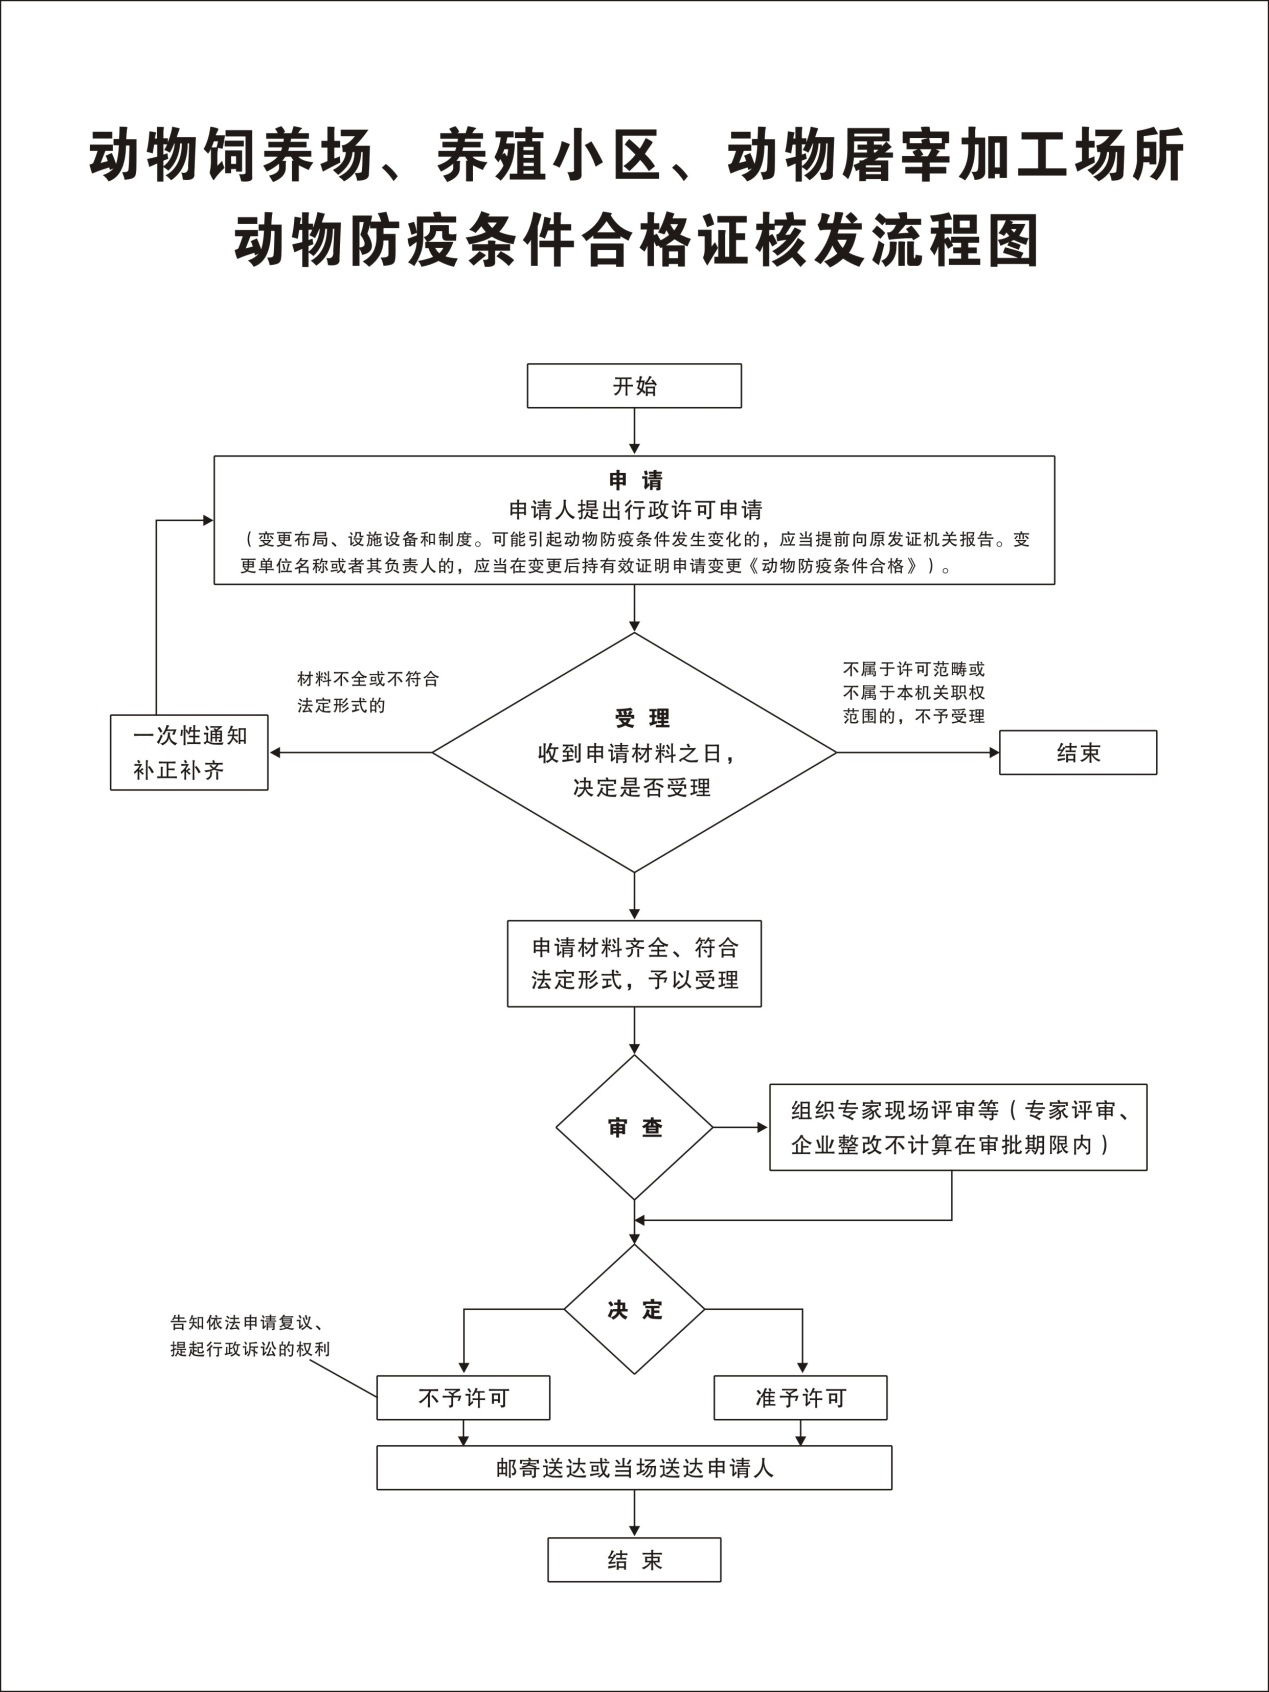 动物饲养场、养殖小区、动物屠宰加工场所
动物防疫条件合格证核发流程图
开始
申 请
申请人提出行政许可申请
（变更布局、设施设备和制度。可能引起动物防疫条件发生变化的，应当提前向原发证机关报告。变
更单位名称或者其负责人的，应当在变更后持有效证明申请变更《动物防疫条件合格》）。
材料不全或不符合
法定形式的
不属于许可范畴或
不属于本机关职权
范围的，不予受理
一次性通知
补正补齐
受 理
收到申请材料之日，
决定是否受理
结束
申请材料齐全、符合
法定形式，予以受理
审 查
组织专家现场评审等（专家评审、
企业整改不计算在审批期限内）
决 定
告知依法申请复议、
提起行政诉讼的权利
不予许可
准予许可
邮寄送达或当场送达申请人
结 束